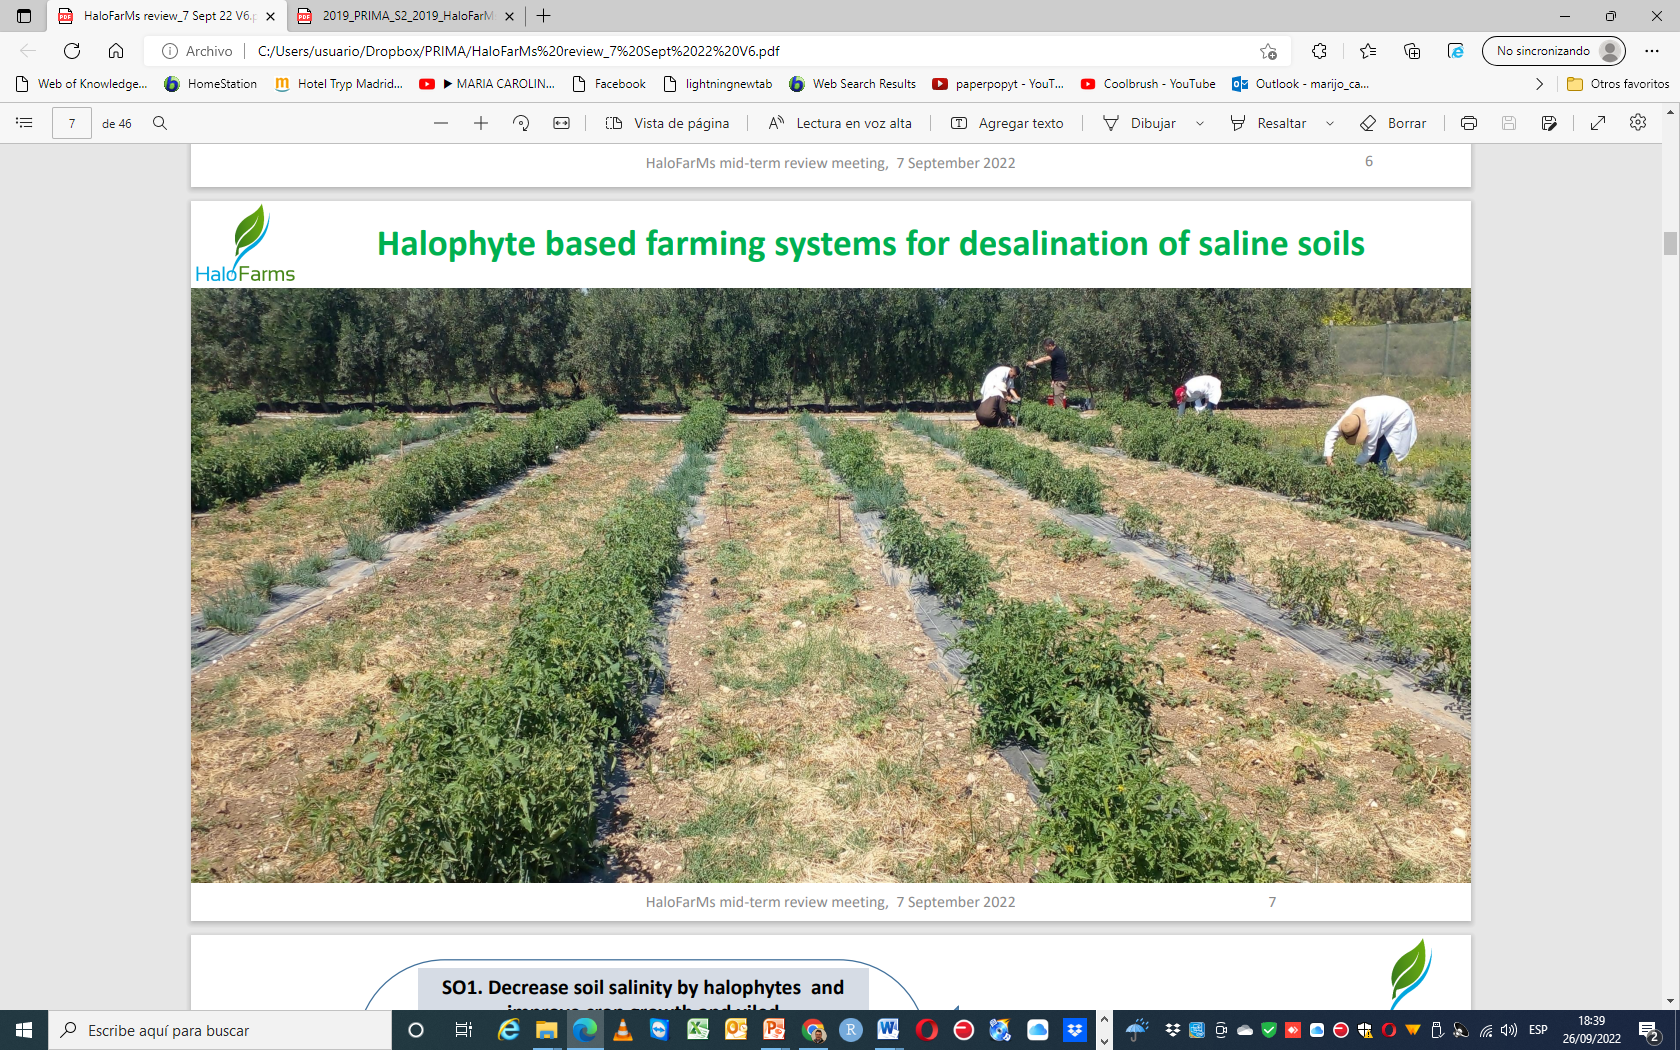 HaloFarMs review_7 Sept 22 V6.p
2019_PRIMA_S2_2019_HaloFarM
Archivo
C:/Users/usuario/Dropbox/PRIMA/HaloFarMs%20review_7%20Sept%2022%20V6.pdf
No sincronizando
Web of Knowledge...
HomeStation
Hotel Tryp Madrid...
MARIA CAROLIN...
Facebook
lightningnewtab
Web Search Results
paperpopyt - YouT...
Coolbrush - YouTube
Outlook - marijo_ca...
Otros favoritos
7
de 46
Vista de página
Lectura en voz alta
Agregar texto
Dibujar
Resaltar
Borrar
HaloFarMs mid-term review meeting, 7 September 2022
6
HaloFarms
Halophyte based farming systems for desalination of saline soils
HaloFarMs mid-term review meeting, 7 September 2022
7
SO1. Decrease soil salinity by halophytes and
Escribe aquí para buscar
ESP
18:39
26/09/2022
2